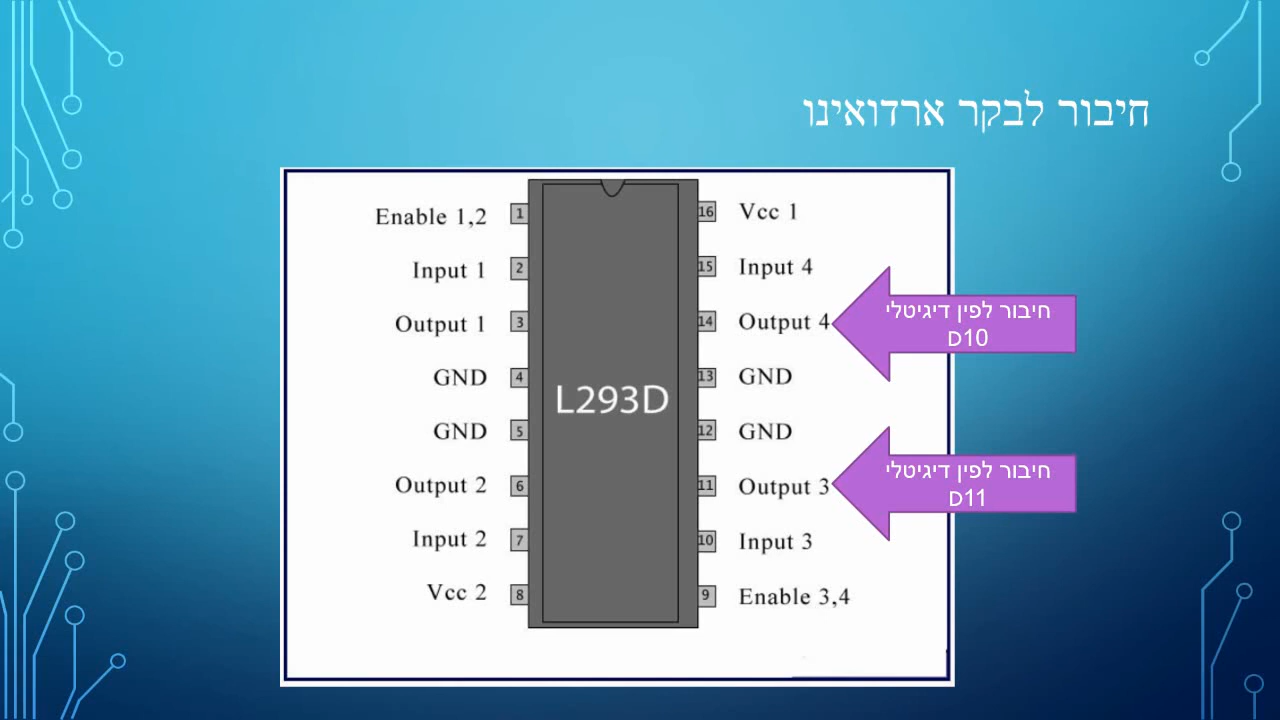 חיבור לבקר ארדואינו
Enable 1,2
1
16
Vcc 1
Input 1
2
15
Input 4
Output 1
3
14
Output 4
חיבור לפין דיגיטלי
D10
GND
4
13
GND
L293D
GND
5
12
GND
Output 2
6
11
Output 3
חיבור לפין דיגיטלי
D11
Input 2
7
10
Input 3
Vcc 2
8
9
Enable 3,4